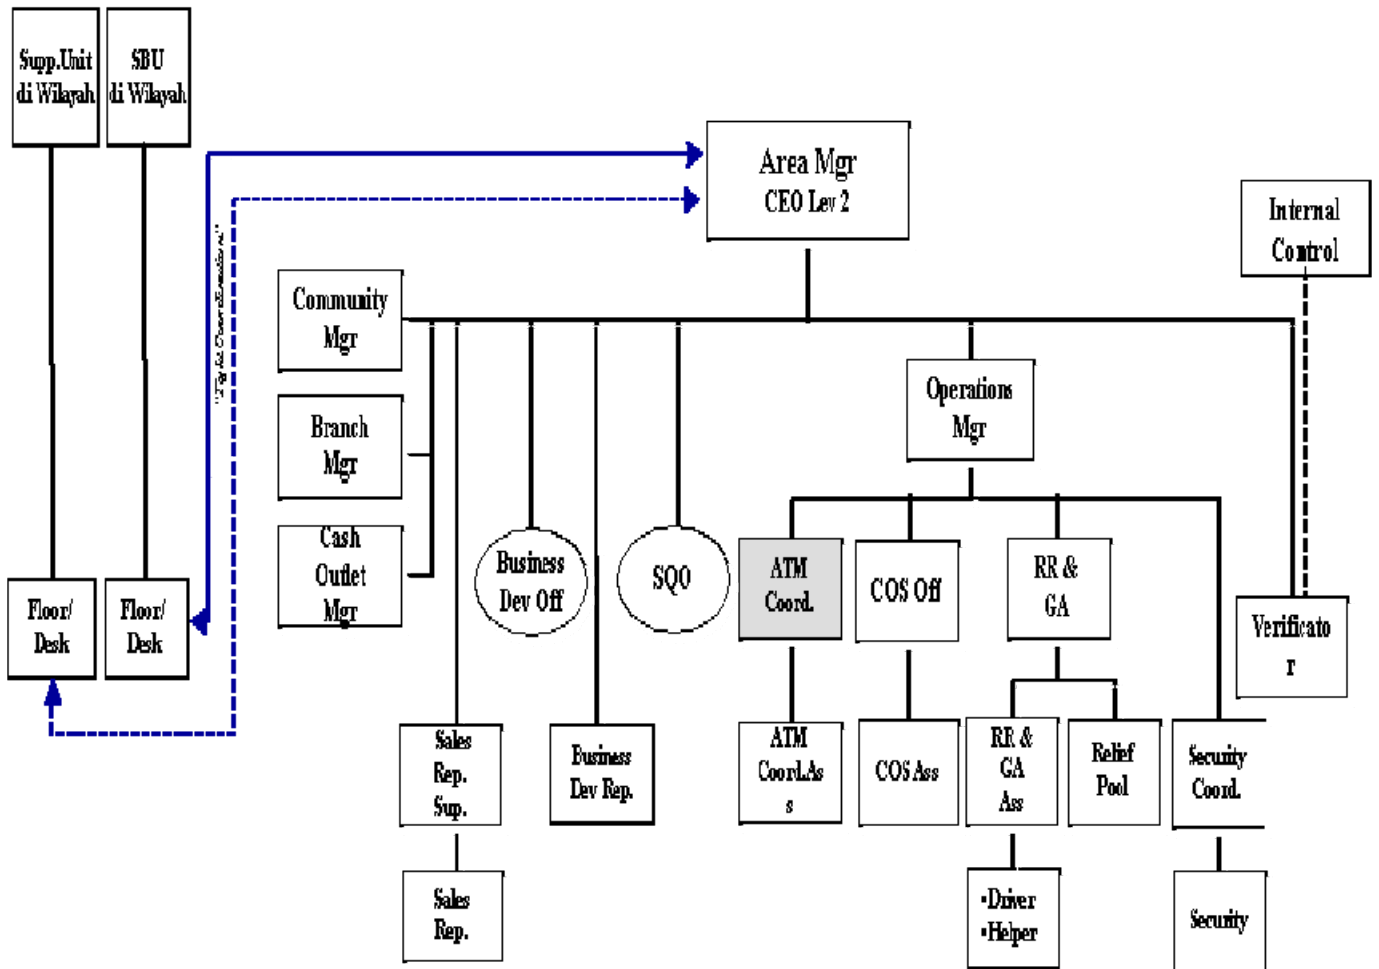 Supp.Unit
di Wilayah
SBU
di Wilayah
Area Mgr
CEO Lev 2
Internal
Control
Community
Mgr
Branch
Mgr
Cash
Outlet
Mgr
Operations
Mgr
Business
Dev Off
SQO
ATM
Coord.
COS Off
RR &
GA
Verificato
r
Floor/
Desk
Floor/
Desk
Sales
Rep.
Sup.
Business
Dev Rep.
ATM
Coord.As
s
COS Ass
RR &
GA
Ass
Relief
Pool
Security
Coord.
Sales
Rep.
•Driver
•Helper
Security